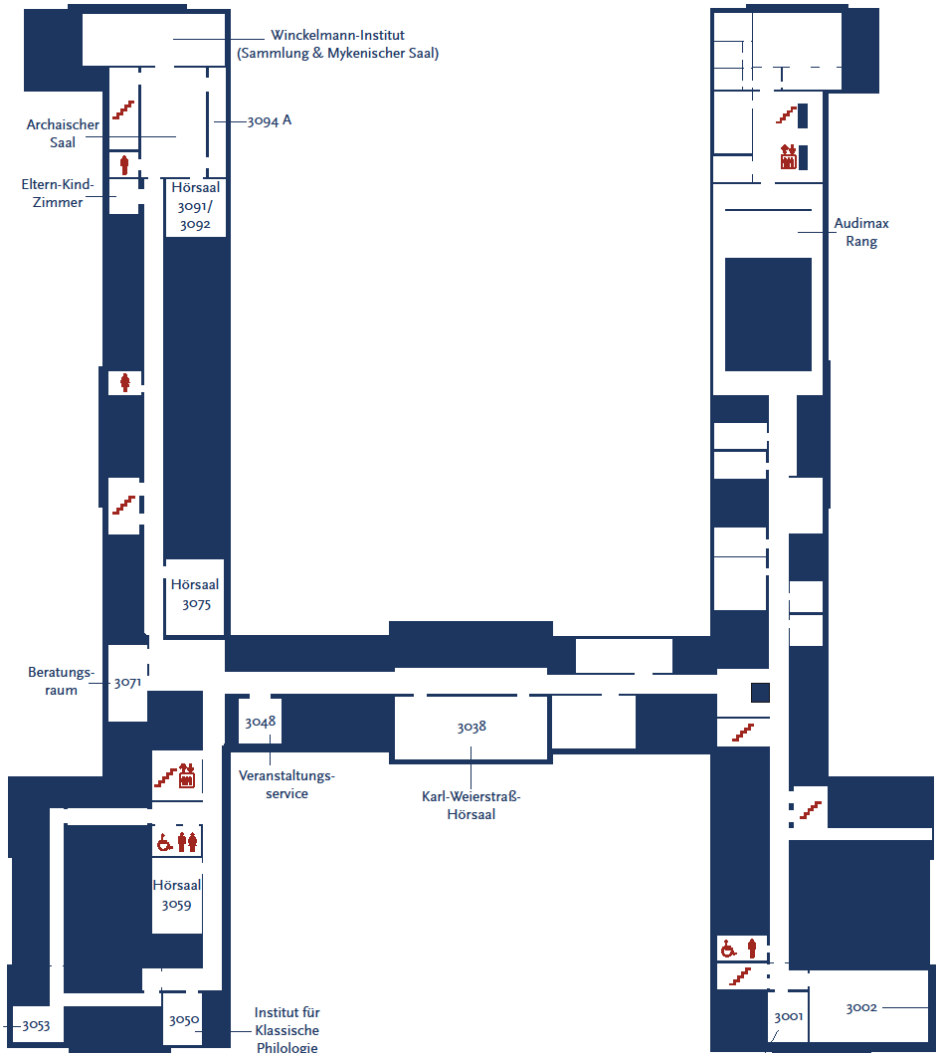 Winckelmann-Institut
(Sammlung & Mykenischer Saal)
Archaischer
Saal
3094 A
Eltern-Kind-
Zimmer
Hörsaal
3091/
3092
Audimax
Rang
Hörsaal
3075
Beratungs-
raum
3071
3048
3038
Veranstaltungs-
service
Karl-Weierstraß-
Hörsaal
Hörsaal
3059
3053
3050
Institut für
Klassische
Philologie
3001
3002